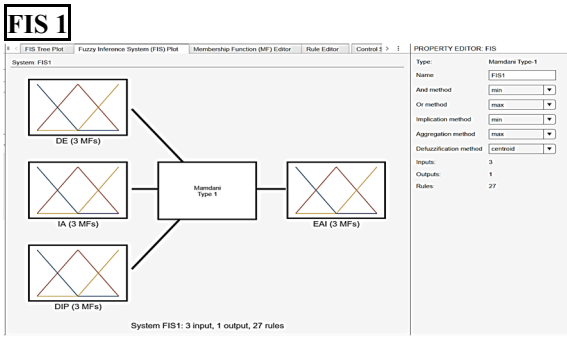 FIS 1
FIS Tree Plot Fuzzy Inference System (FIS) Plot Membership Function (MF) Editor Rule Editor Control S
System: FIS1
DE (3 MFs)
IA (3 MFs)
DIP (3 MFs)
Mamdani
Type 1
EAI (3 MFs)
System FIS1: 3 input, 1 output, 27 rules
PROPERTY EDITOR: FIS
Type: Mamdani Type-1
Name FIS1
And method min
Or method max
Implication method min
Aggregation method max
Defuzzification method centroid
Inputs: 3
Outputs: 1
Rules: 27